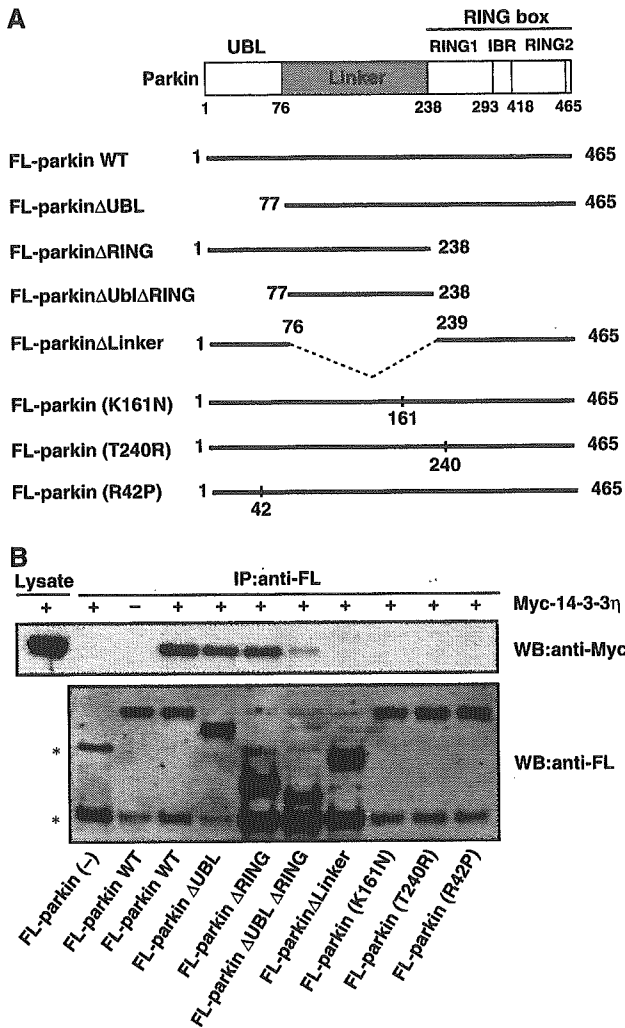 A
RING box
UBL RING1 IBR RING2
Parkin Linker
1 76 238 293 418 465
FL-parkin WT 1 465
FL-parkinΔUBL 77 465
FL-parkinΔRING 1 238
FL-parkinΔUblΔRING 77 238
FL-parkinΔLinker 1 76 239 465
FL-parkin (K161N) 1 465
161
FL-parkin (T240R) 1 465
240
FL-parkin (R42P) 1 465
42
B
Lysate IP:anti-FL
+ + − + + + + + + + + Myc-14-3-3η
WB:anti-Myc
* WB:anti-FL
*
FL-parkin (–)
FL-parkin WT
FL-parkin WT
FL-parkin ΔUBL
FL-parkin ΔRING
FL-parkin ΔUBL ΔRING
FL-parkinΔLinker
FL-parkin (K161N)
FL-parkin (T240R)
FL-parkin (R42P)